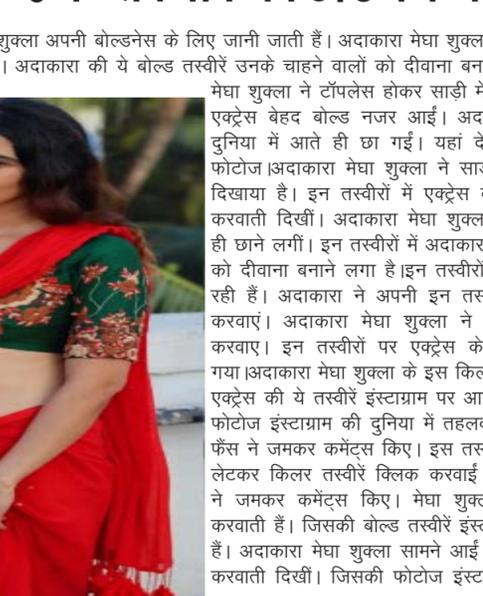 शुक्ला अपनी बोल्डनेस के लिए जानी जाती हैं। अदाकारा मेघा शुक्ल
। अदाकारा की ये बोल्ड तस्वीरें उनके चाहने वालों को दीवाना बन
मेघा शुक्ला ने टॉपलेस होकर साड़ी में
एक्ट्रेस बेहद बोल्ड नजर आईं। अद
दुनिया में आते ही छा गईं। यहां दे
फोटोज।अदाकारा मेघा शुक्ला ने सा
दिखाया है। इन तस्वीरों में एक्ट्रेस
करवाती दिखीं। अदाकारा मेघा शुक्ल
ही छाने लगीं। इन तस्वीरों में अदाकार
को दीवाना बनाने लगा है।इन तस्वीरों
रही हैं। अदाकारा ने अपनी इन तस
करवाएं। अदाकारा मेघा शुक्ला ने
करवाए। इन तस्वीरों पर एक्ट्रेस के
गया।अदाकारा मेघा शुक्ला के इस किल
एक्ट्रेस की ये तस्वीरें इंस्टाग्राम पर आ
फोटोज इंस्टाग्राम की दुनिया में तहल
फैंस ने जमकर कमेंट्स किए। इस तस
लेटकर किलर तस्वीरें क्लिक करवाईं
ने जमकर कमेंट्स किए। मेघा शुक्ल
करवाती हैं। जिसकी बोल्ड तस्वीरें इंस्
हैं। अदाकारा मेघा शुक्ला सामने आईं
करवाती दिखीं। जिसकी फोटोज इंस्ट